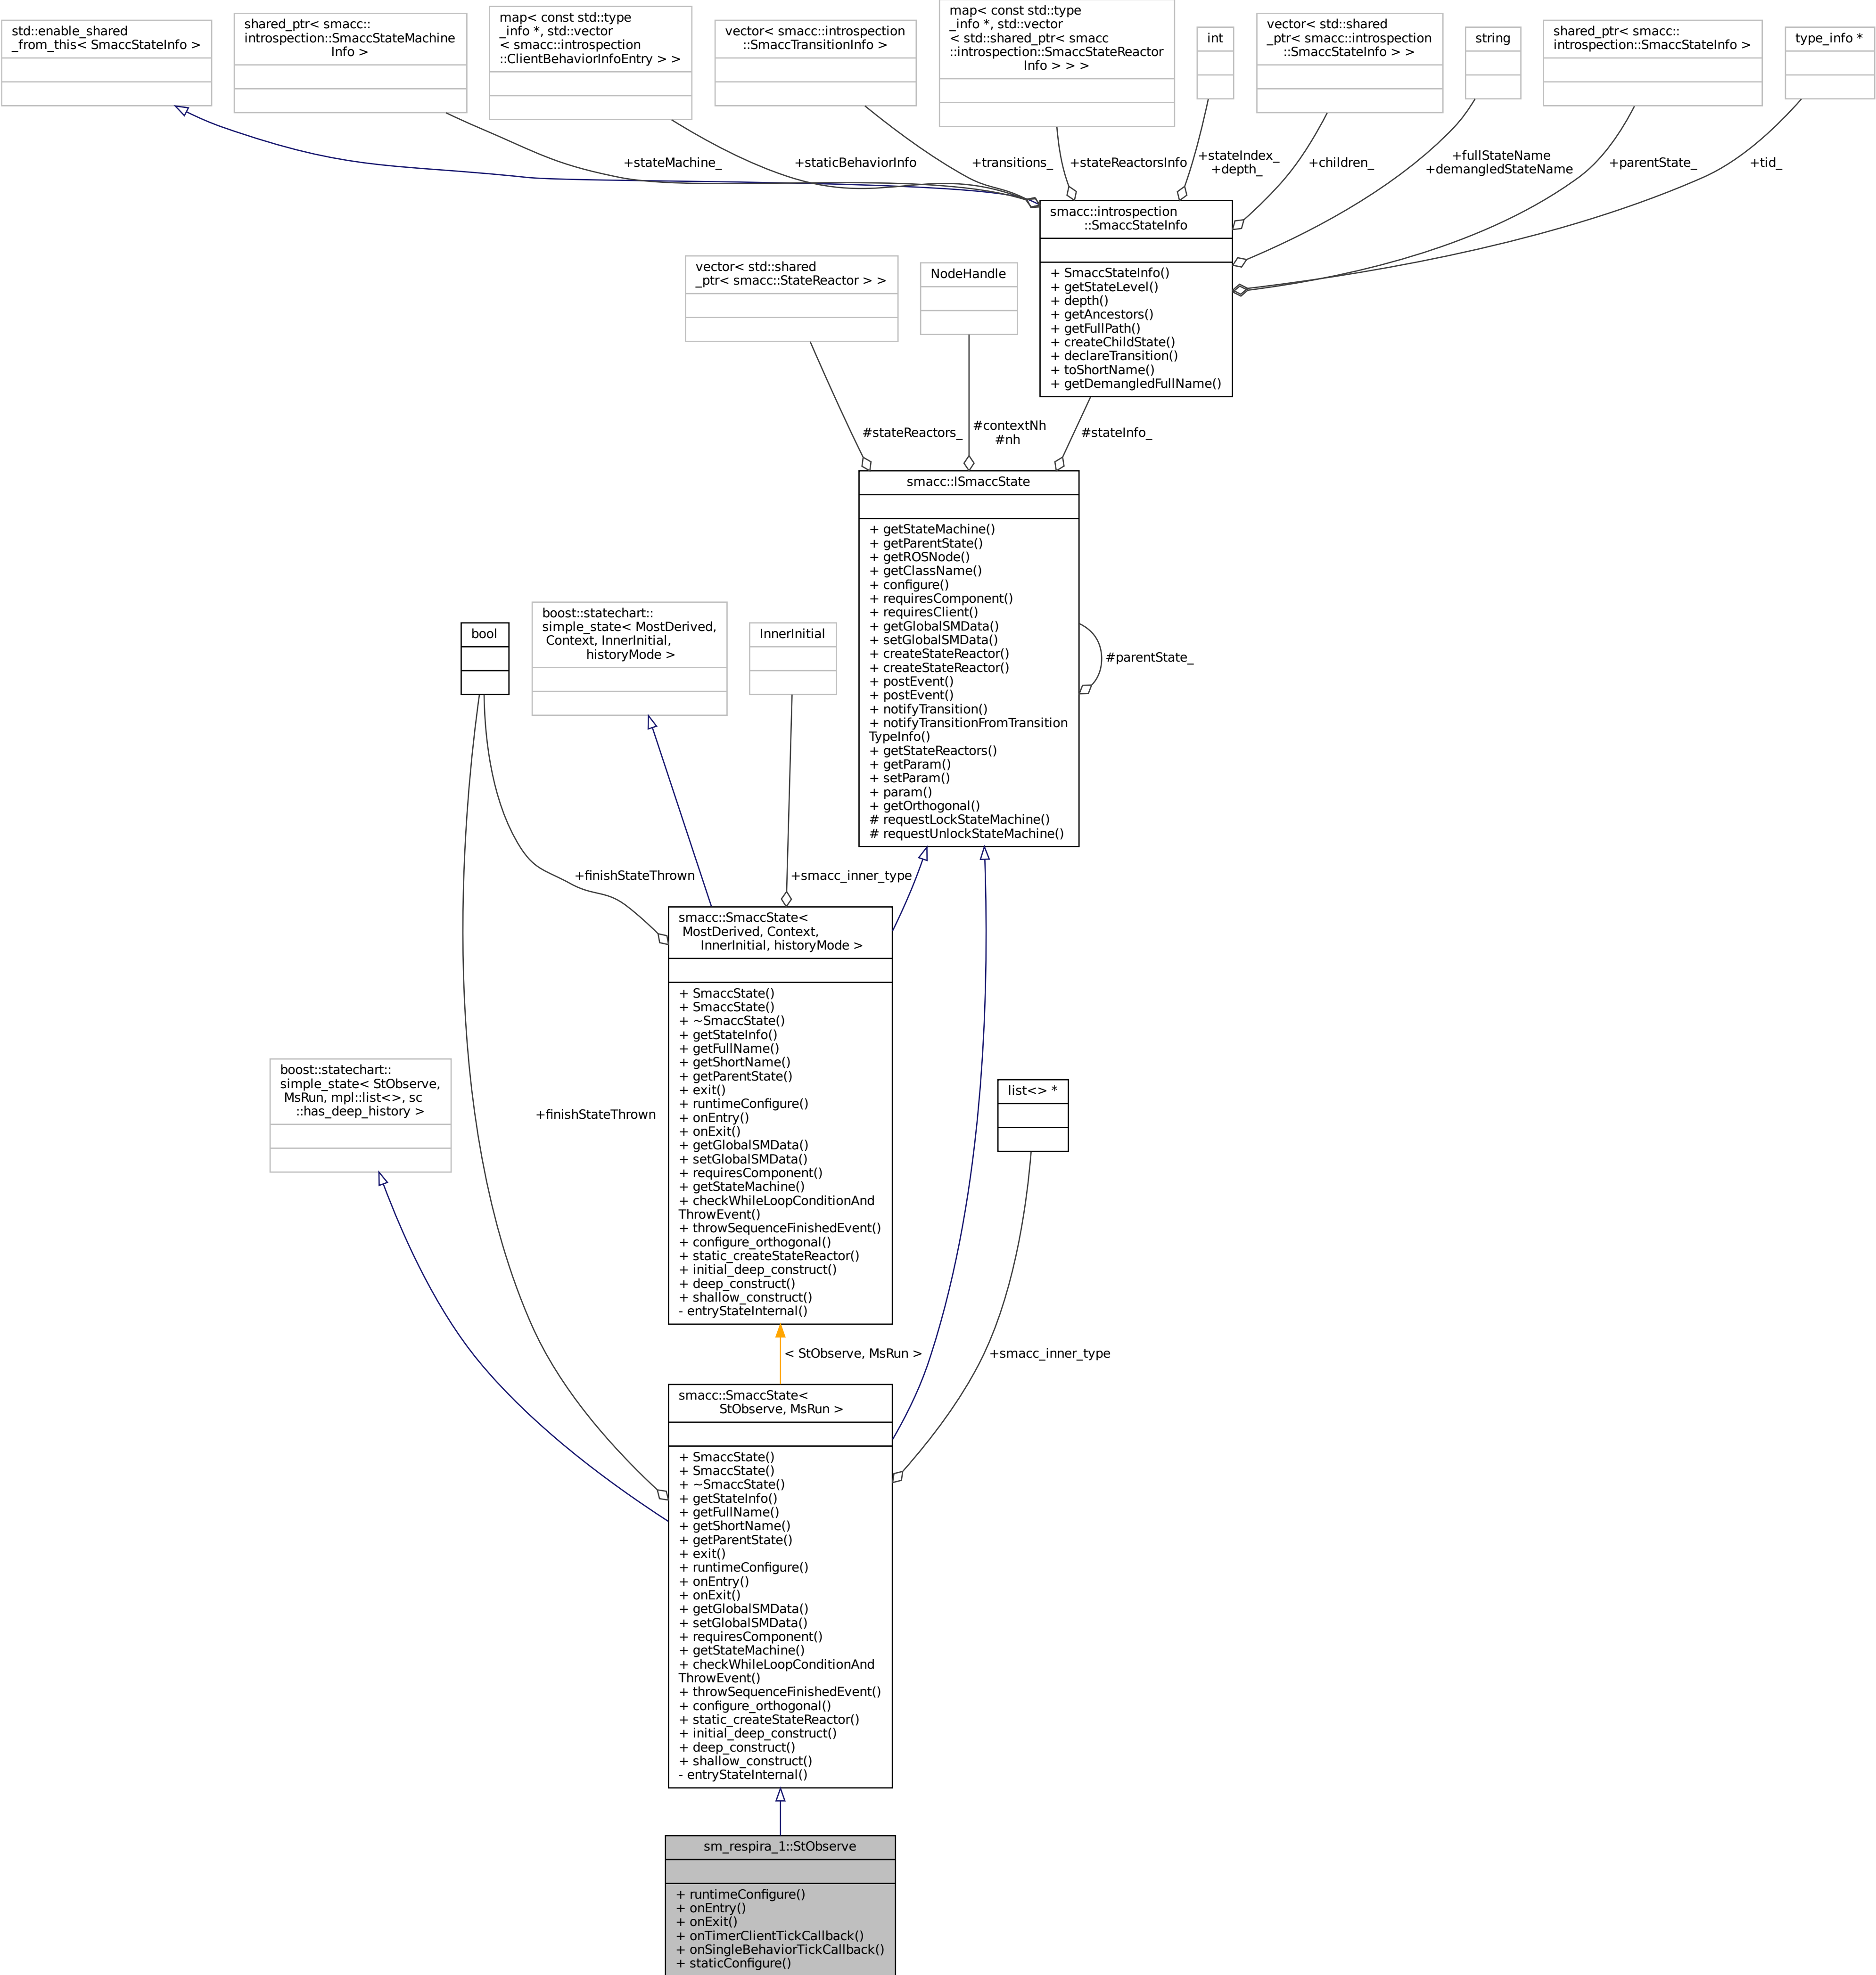 std::enable_shared
_from_this< SmaccStateInfo >
shared_ptr< smacc::
introspection::SmaccStateMachine
Info >
map< const std::type
_info *, std::vector
< smacc::introspection
::ClientBehaviorInfoEntry > >
vector< smacc::introspection
::SmaccTransitionInfo >
map< const std::type
_info *, std::vector
< std::shared_ptr< smacc
::introspection::SmaccStateReactor
Info > > >
int
vector< std::shared
_ptr< smacc::introspection
::SmaccStateInfo > >
string
shared_ptr< smacc::
introspection::SmaccStateInfo >
type_info *
+stateMachine_
+staticBehaviorInfo
+transitions_
+stateReactorsInfo
+stateIndex_
+depth_
+children_
+fullStateName
+demangledStateName
+parentState_
+tid_
smacc::introspection
::SmaccStateInfo
+ SmaccStateInfo()
+ getStateLevel()
+ depth()
+ getAncestors()
+ getFullPath()
+ createChildState()
+ declareTransition()
+ toShortName()
+ getDemangledFullName()
vector< std::shared
_ptr< smacc::StateReactor > >
NodeHandle
#stateReactors_
#contextNh
#nh
#stateInfo_
smacc::ISmaccState
+ getStateMachine()
+ getParentState()
+ getROSNode()
+ getClassName()
+ configure()
+ requiresComponent()
+ requiresClient()
+ getGlobalSMData()
+ setGlobalSMData()
+ createStateReactor()
+ createStateReactor()
+ postEvent()
+ postEvent()
+ notifyTransition()
+ notifyTransitionFromTransition
TypeInfo()
+ getStateReactors()
+ getParam()
+ setParam()
+ param()
+ getOrthogonal()
# requestLockStateMachine()
# requestUnlockStateMachine()
#parentState_
bool
boost::statechart::
simple_state< MostDerived,
Context, InnerInitial,
historyMode >
InnerInitial
+finishStateThrown
+smacc_inner_type
smacc::SmaccState<
MostDerived, Context,
InnerInitial, historyMode >
+ SmaccState()
+ SmaccState()
+ ~SmaccState()
+ getStateInfo()
+ getFullName()
+ getShortName()
+ getParentState()
+ exit()
+ runtimeConfigure()
+ onEntry()
+ onExit()
+ getGlobalSMData()
+ setGlobalSMData()
+ requiresComponent()
+ getStateMachine()
+ checkWhileLoopConditionAnd
ThrowEvent()
+ throwSequenceFinishedEvent()
+ configure_orthogonal()
+ static_createStateReactor()
+ initial_deep_construct()
+ deep_construct()
+ shallow_construct()
- entryStateInternal()
boost::statechart::
simple_state< StObserve,
MsRun, mpl::list<>, sc
::has_deep_history >
+finishStateThrown
list<> *
< StObserve, MsRun >
+smacc_inner_type
smacc::SmaccState<
StObserve, MsRun >
+ SmaccState()
+ SmaccState()
+ ~SmaccState()
+ getStateInfo()
+ getFullName()
+ getShortName()
+ getParentState()
+ exit()
+ runtimeConfigure()
+ onEntry()
+ onExit()
+ getGlobalSMData()
+ setGlobalSMData()
+ requiresComponent()
+ getStateMachine()
+ checkWhileLoopConditionAnd
ThrowEvent()
+ throwSequenceFinishedEvent()
+ configure_orthogonal()
+ static_createStateReactor()
+ initial_deep_construct()
+ deep_construct()
+ shallow_construct()
- entryStateInternal()
sm_respira_1::StObserve
+ runtimeConfigure()
+ onEntry()
+ onExit()
+ onTimerClientTickCallback()
+ onSingleBehaviorTickCallback()
+ staticConfigure()